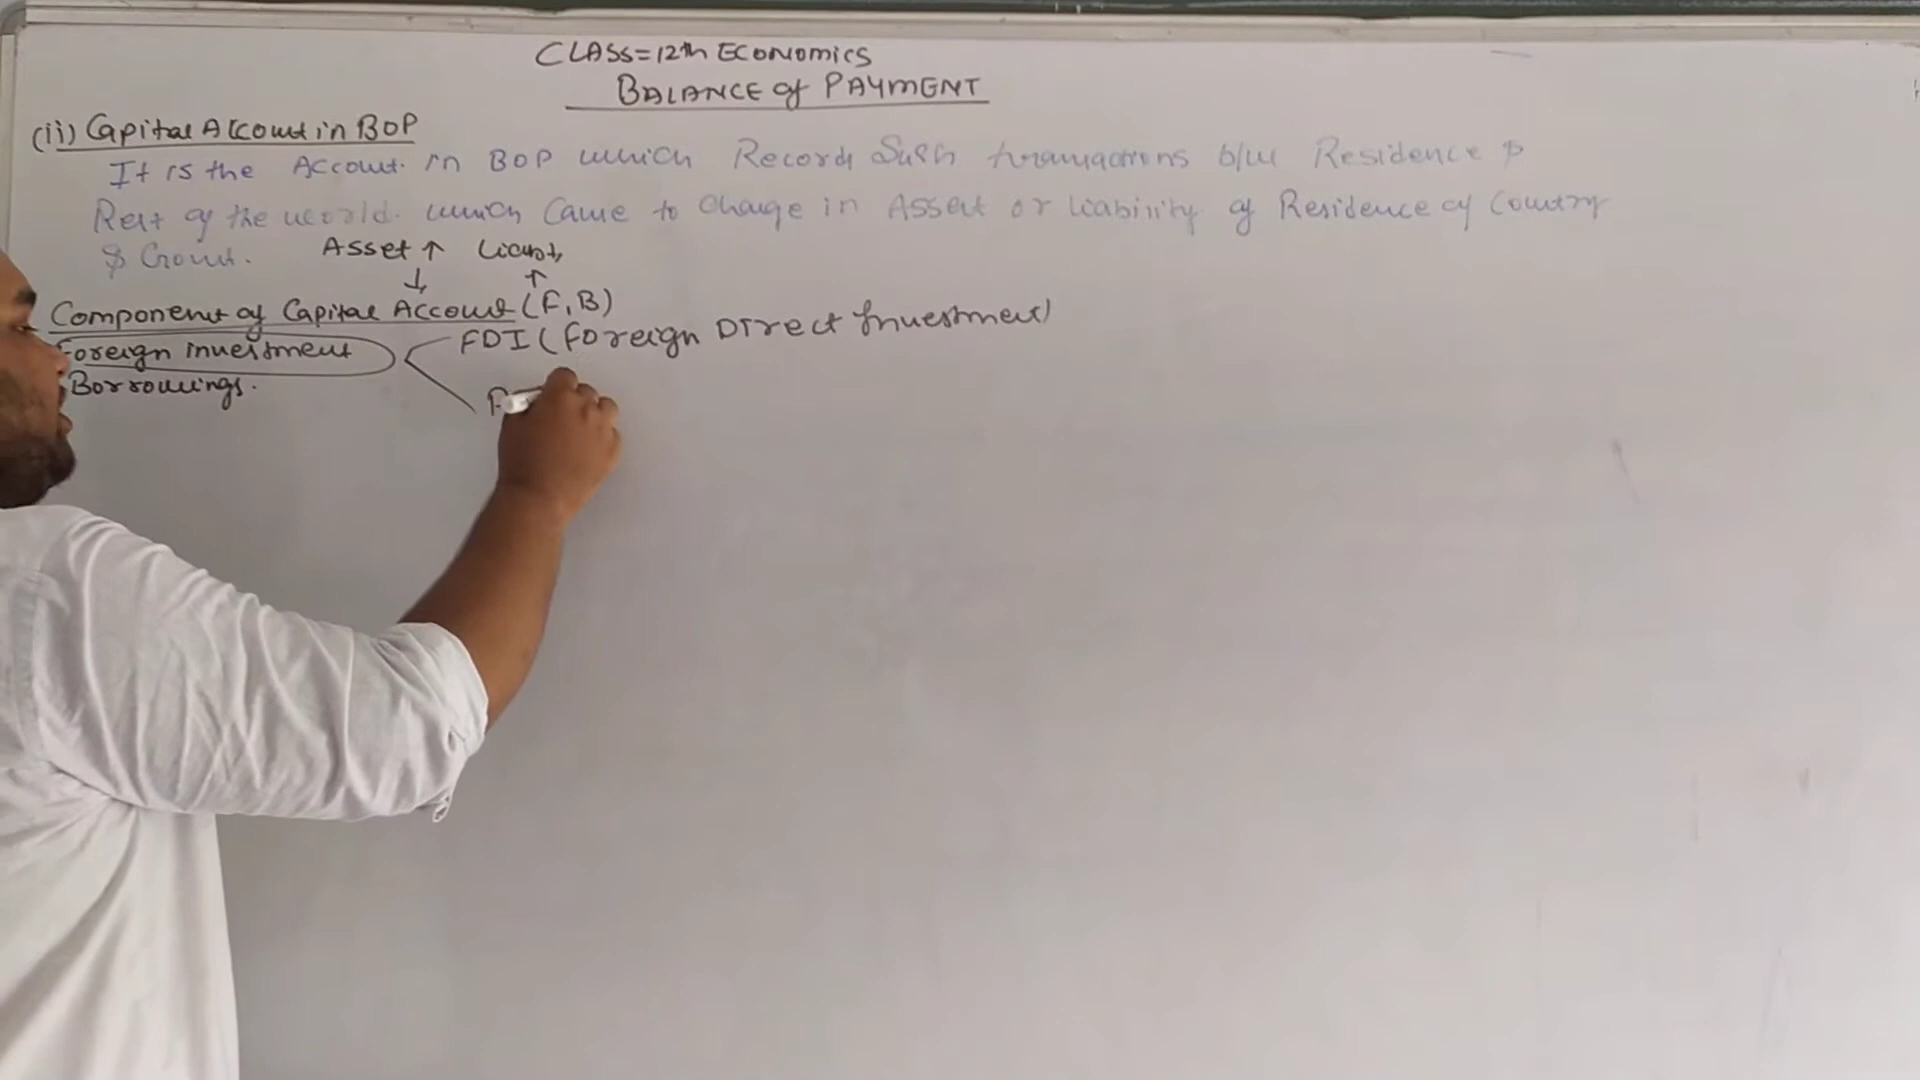 CLASS=12th ECONOMICS
BALANCE of PAYMENT
(ii) Capital Account in BOP
It is the Account in BOP which Records Such transactions b/w Residence &
Rest of the world. which Came to Change in Asset or Liability of Residence of Country
& Govt.
Asset ↑ Liabt,
↓ ↑
Component of Capital Account (F,B)
Foreign investment
FDI (Foreign Direct Investment)
Borrowings.
F